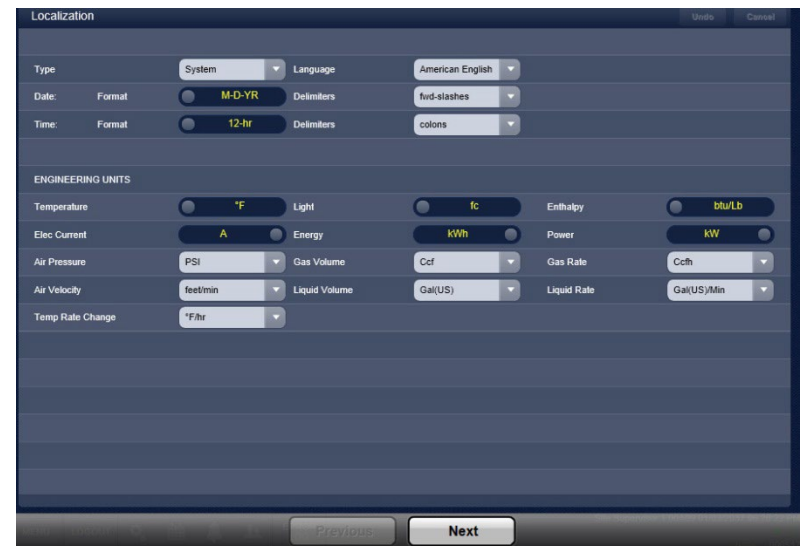 Localization Undo Cancel
Type System Language American English
Date: Format M-D-YR Delimiters fwd-slashes
Time: Format 12-hr Delimiters colons
ENGINEERING UNITS
Temperature °F Light fc Enthalpy btu/Lb
Elec Current A Energy kWh Power kW
Air Pressure PSI Gas Volume Ccf Gas Rate Ccfh
Air Velocity feet/min Liquid Volume Gal(US) Liquid Rate Gal(US)/Min
Temp Rate Change °F/hr
LOGOUT Previous Next